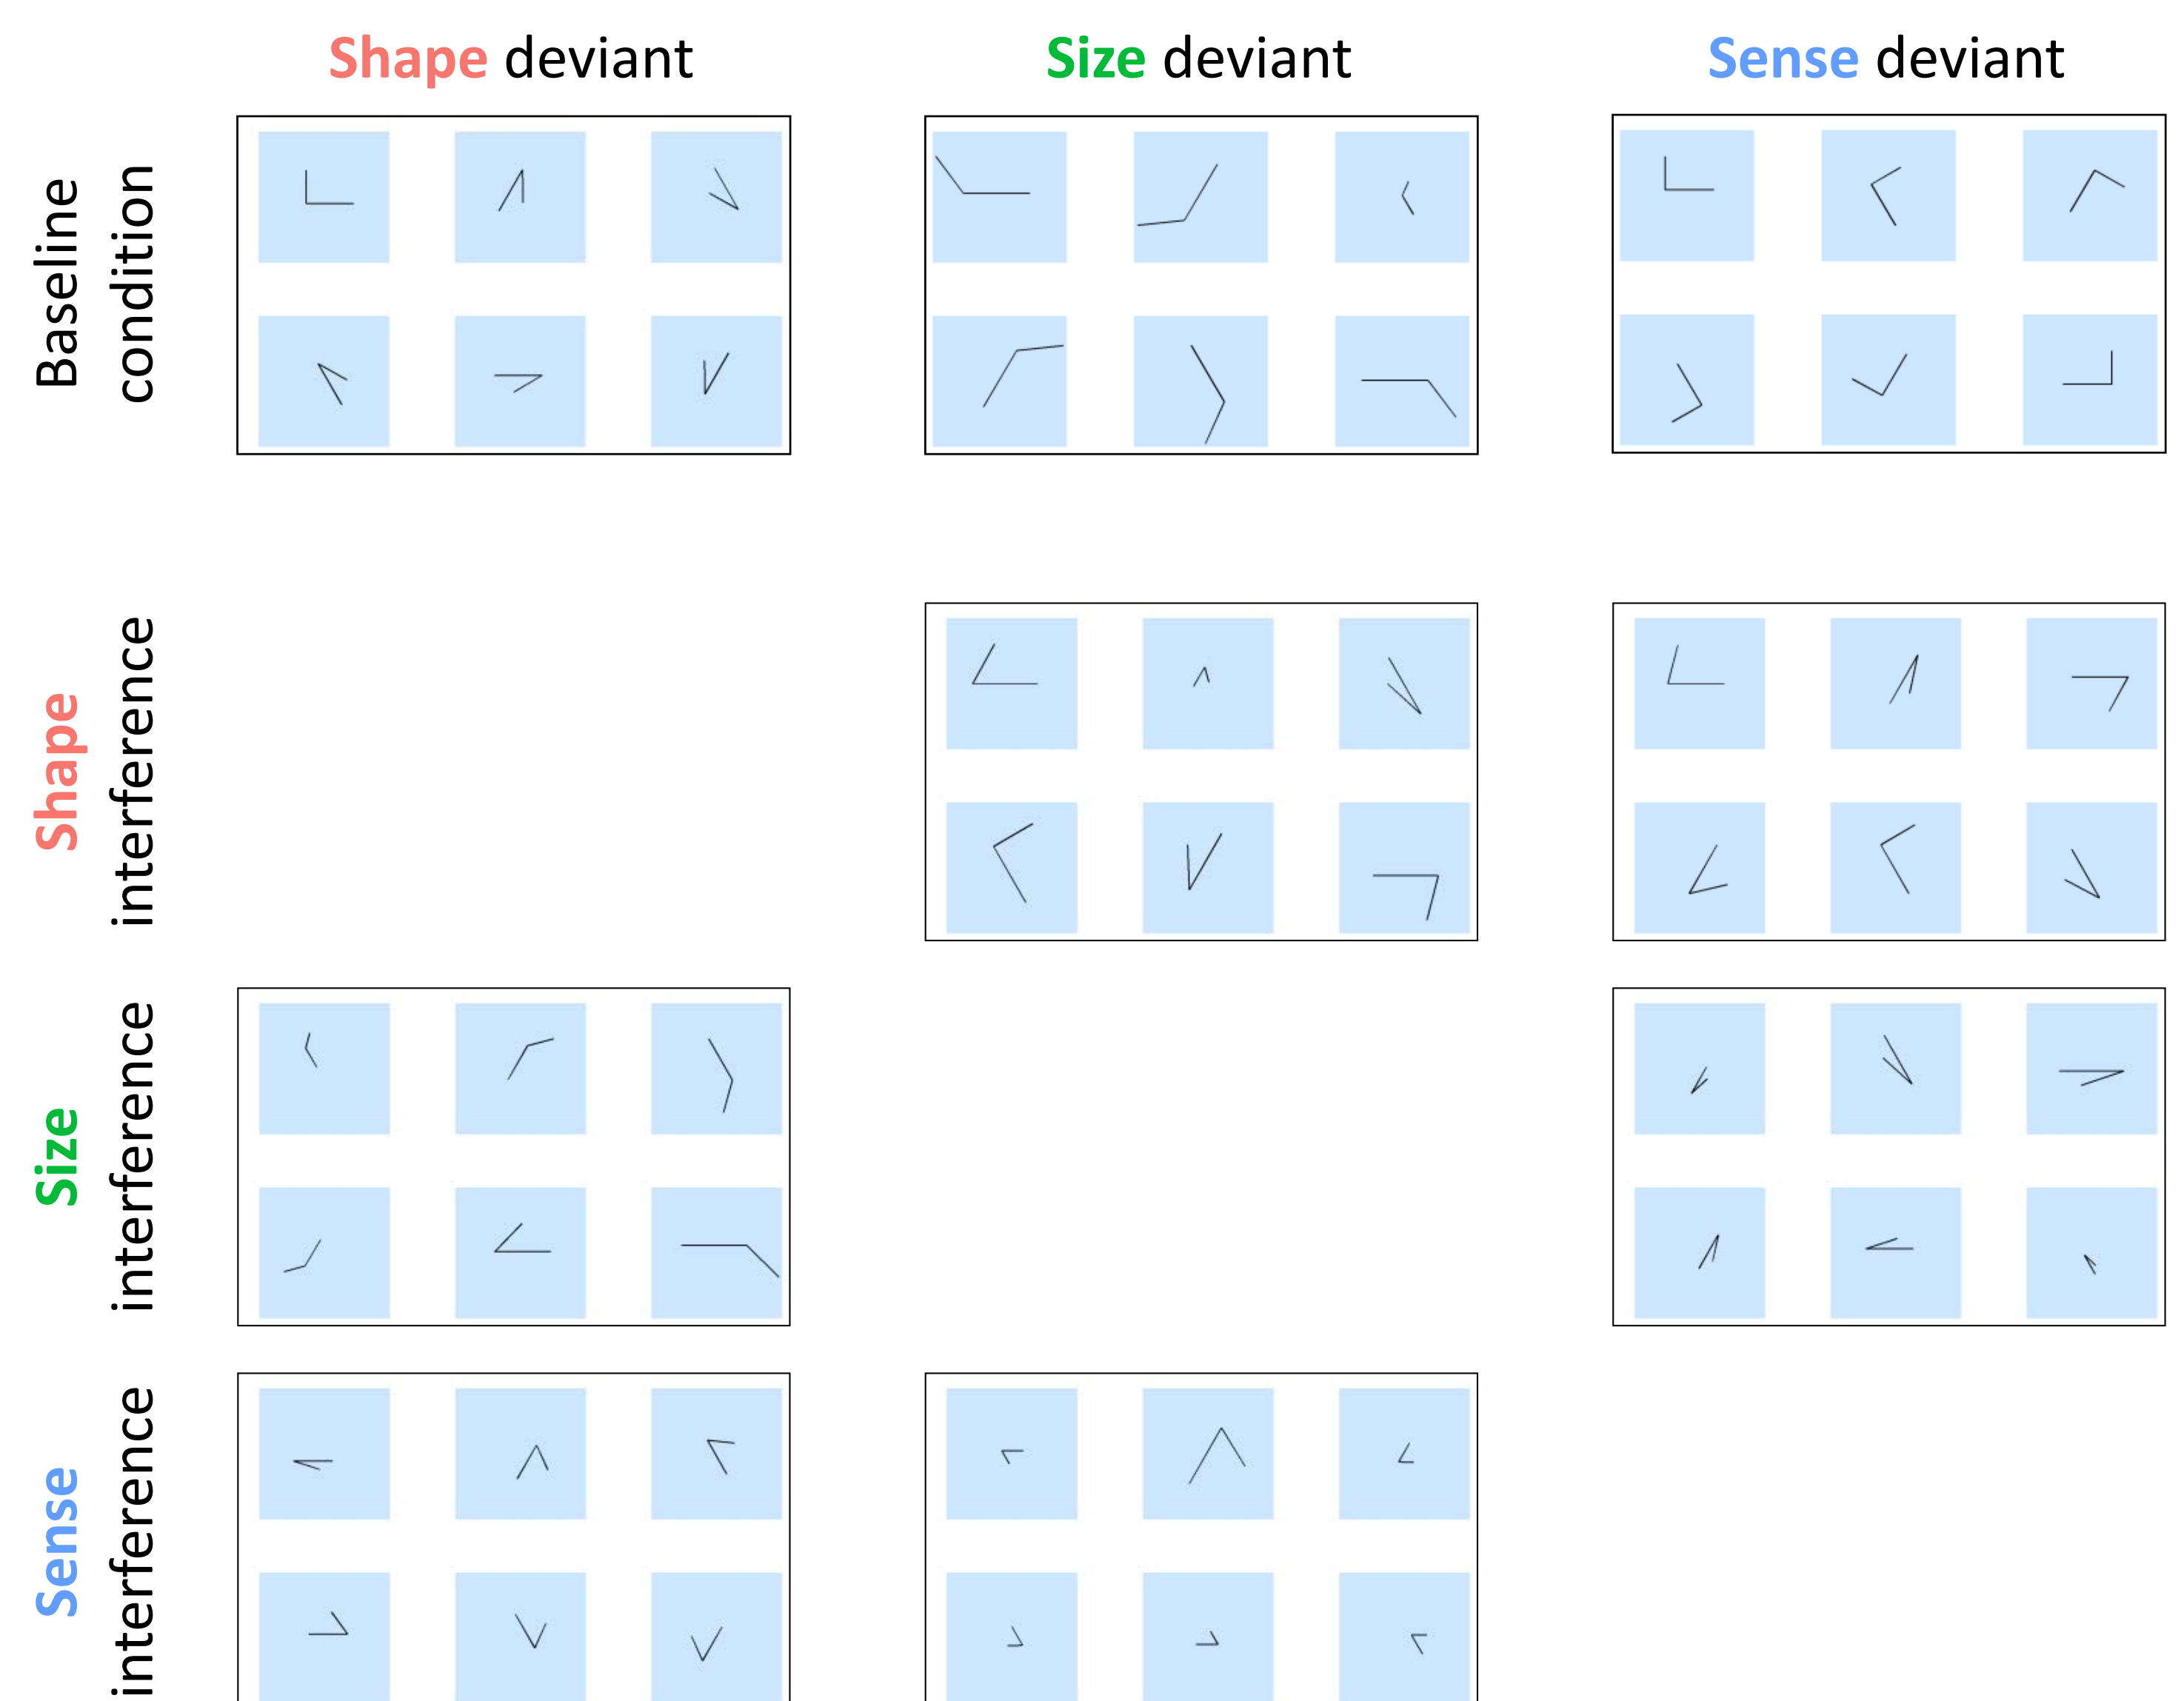 Shape deviant
Size deviant
Sense deviant
Baseline
condition
Shape
interference
Size
interference
Sense
interference